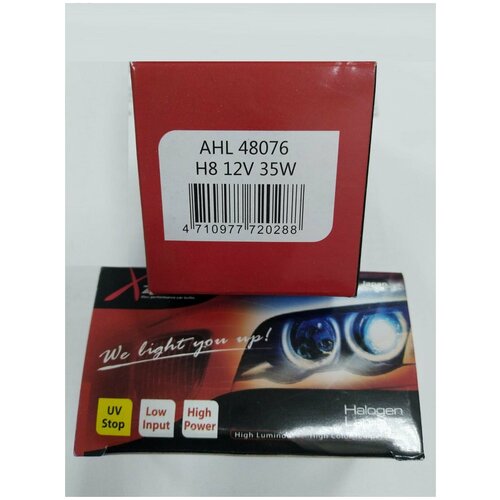 AHL 48076
H8 12V 35W
4 710977 720288
We light you up!
UV
Stop
Low
Input
High
Power
Halogen